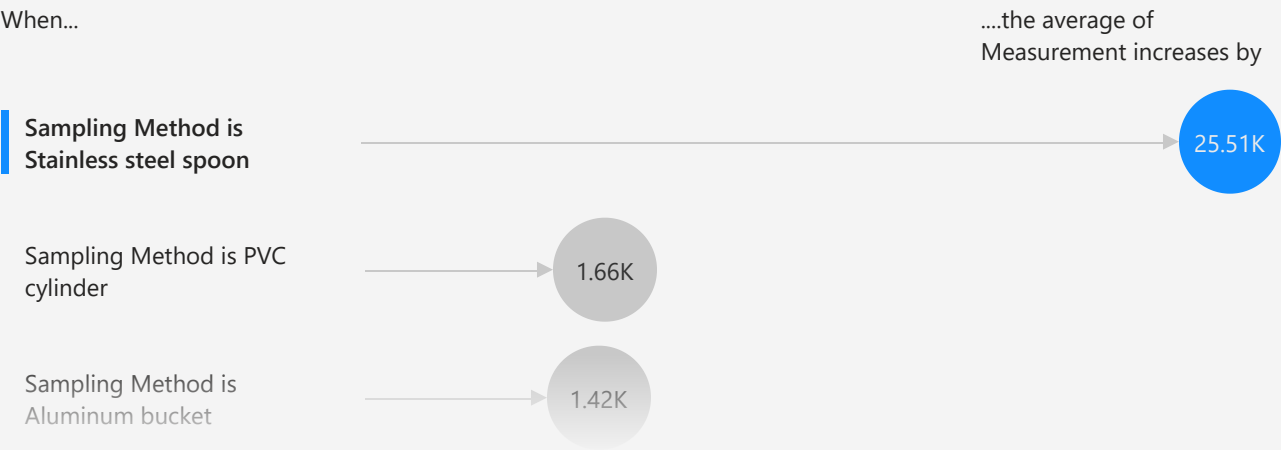 When...
....the average of
Measurement increases by
Sampling Method is
Stainless steel spoon
25.51K
Sampling Method is PVC
cylinder
1.66K
Sampling Method is
Aluminum bucket
1.42K